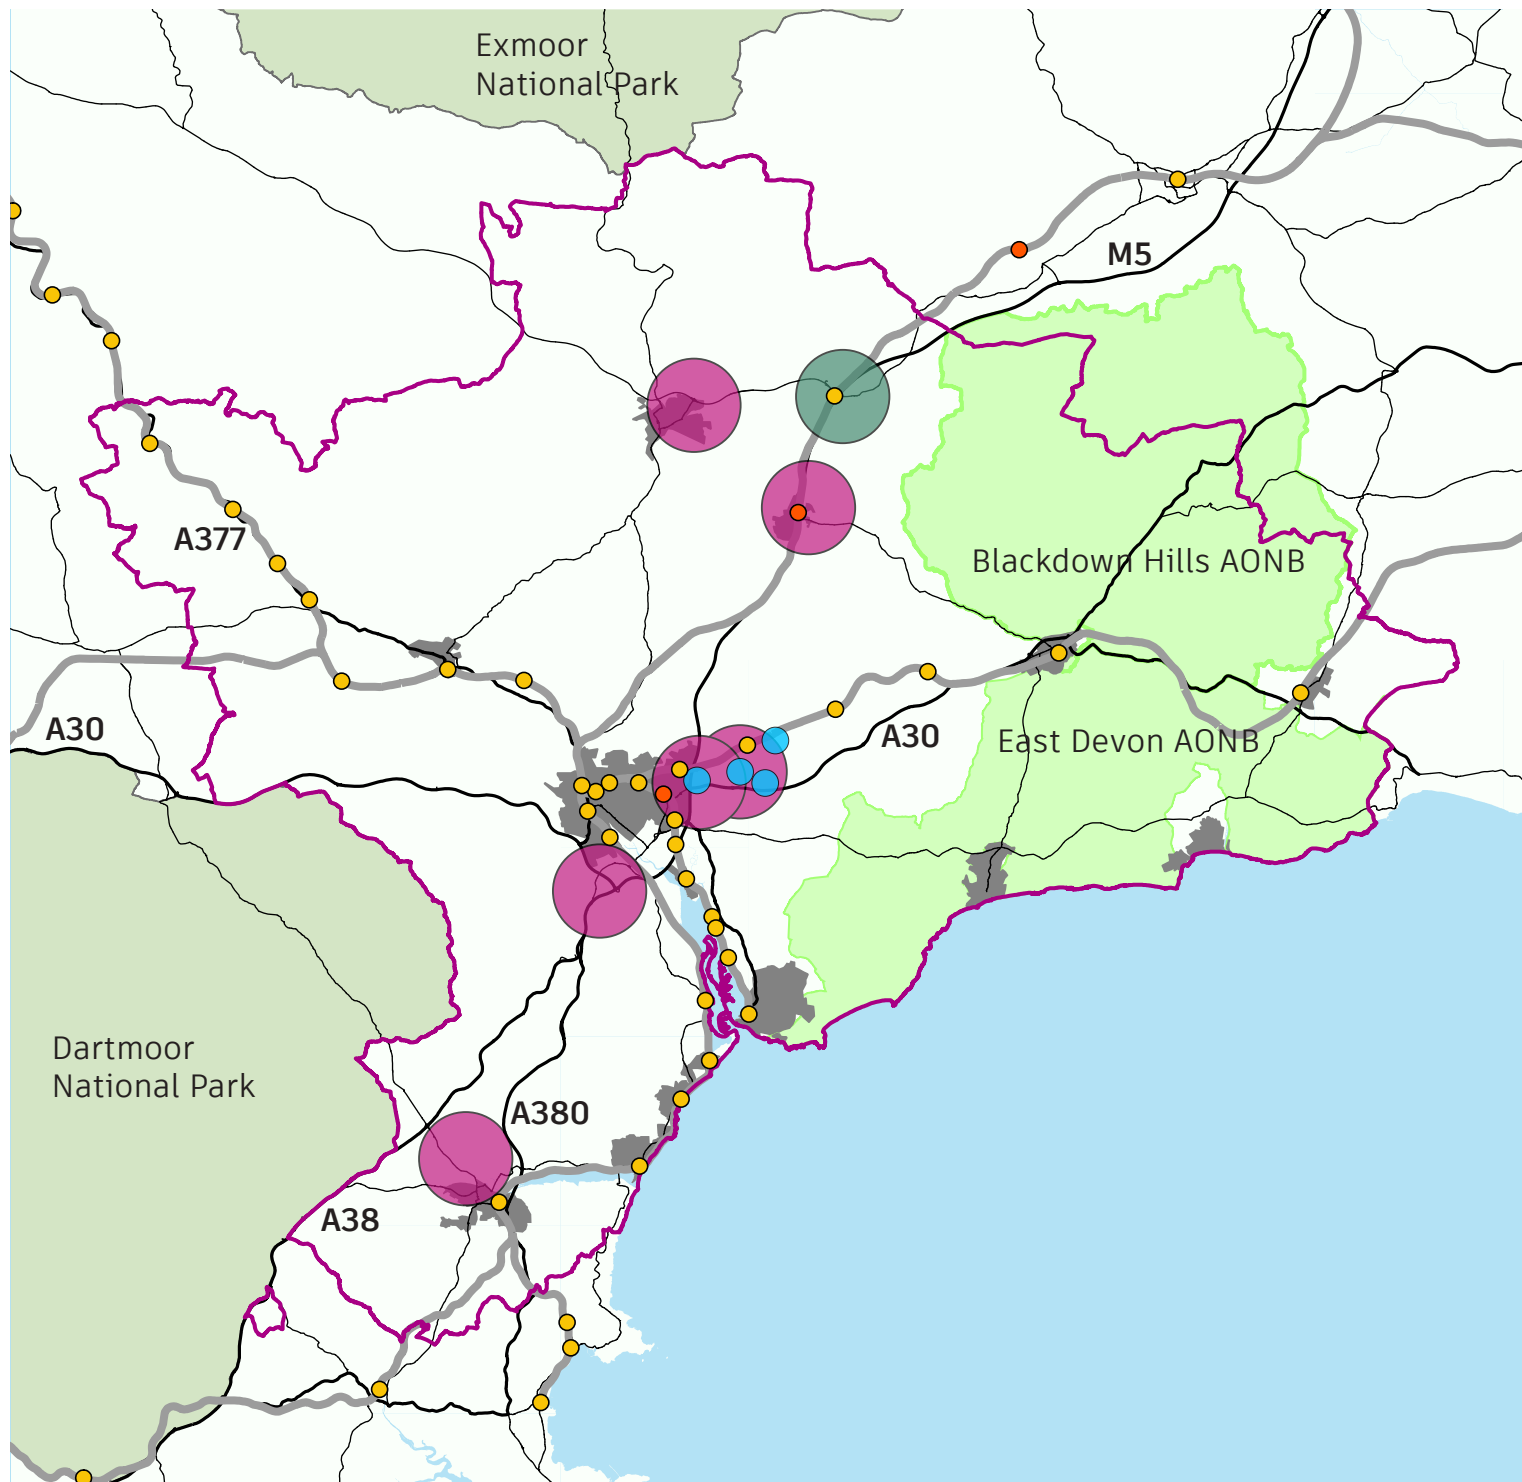 Exmoor
National Park
M5
A377
Blackdown Hills AONB
A30
A30
East Devon AONB
Dartmoor
National Park
A380
A38